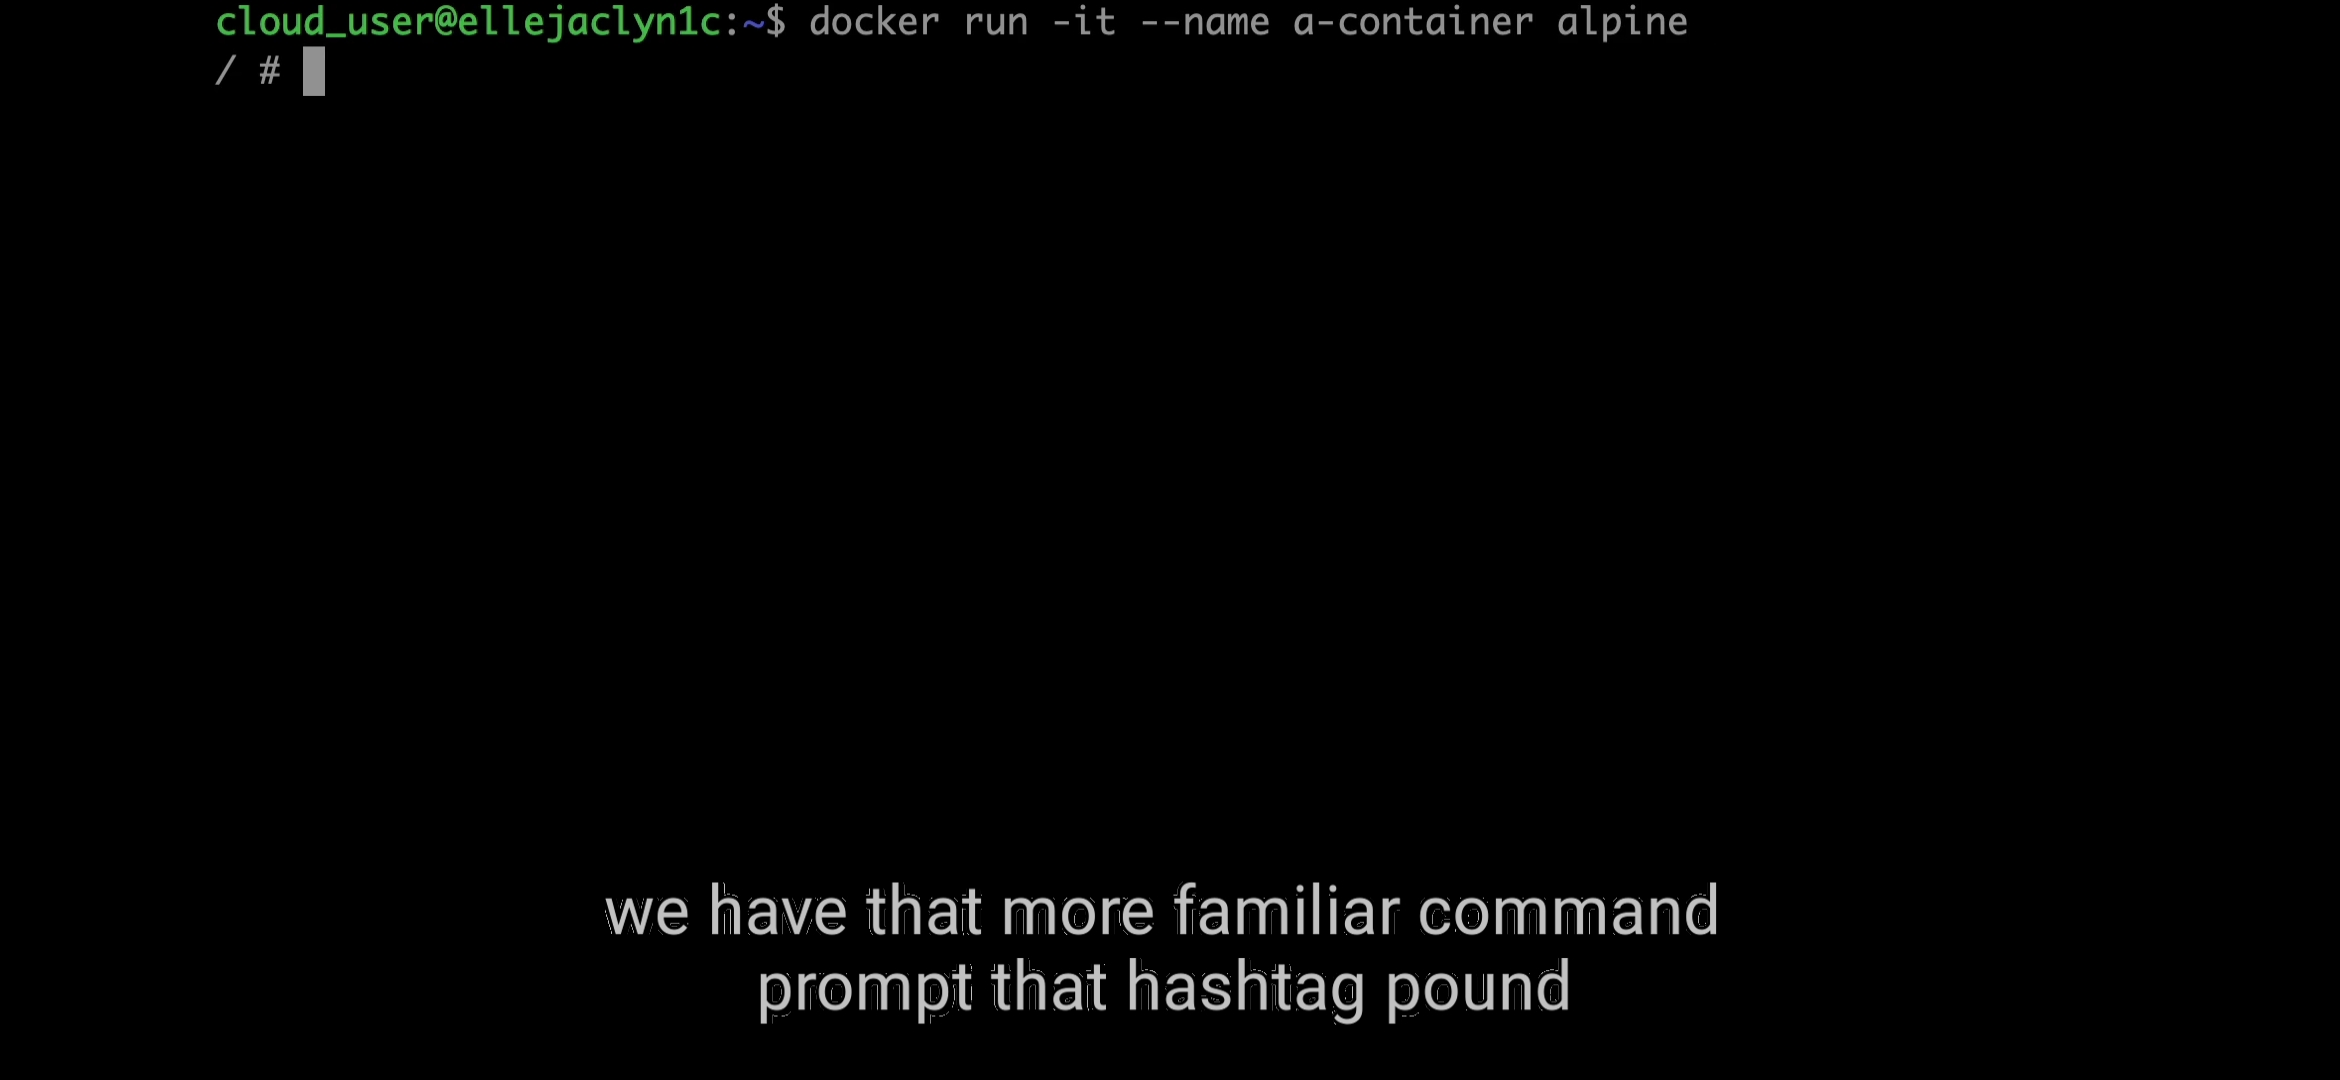 cloud_user@ellejaclyn1c:~$ docker run -it --name a-container alpine
/ #
we have that more familiar command
prompt that hashtag pound